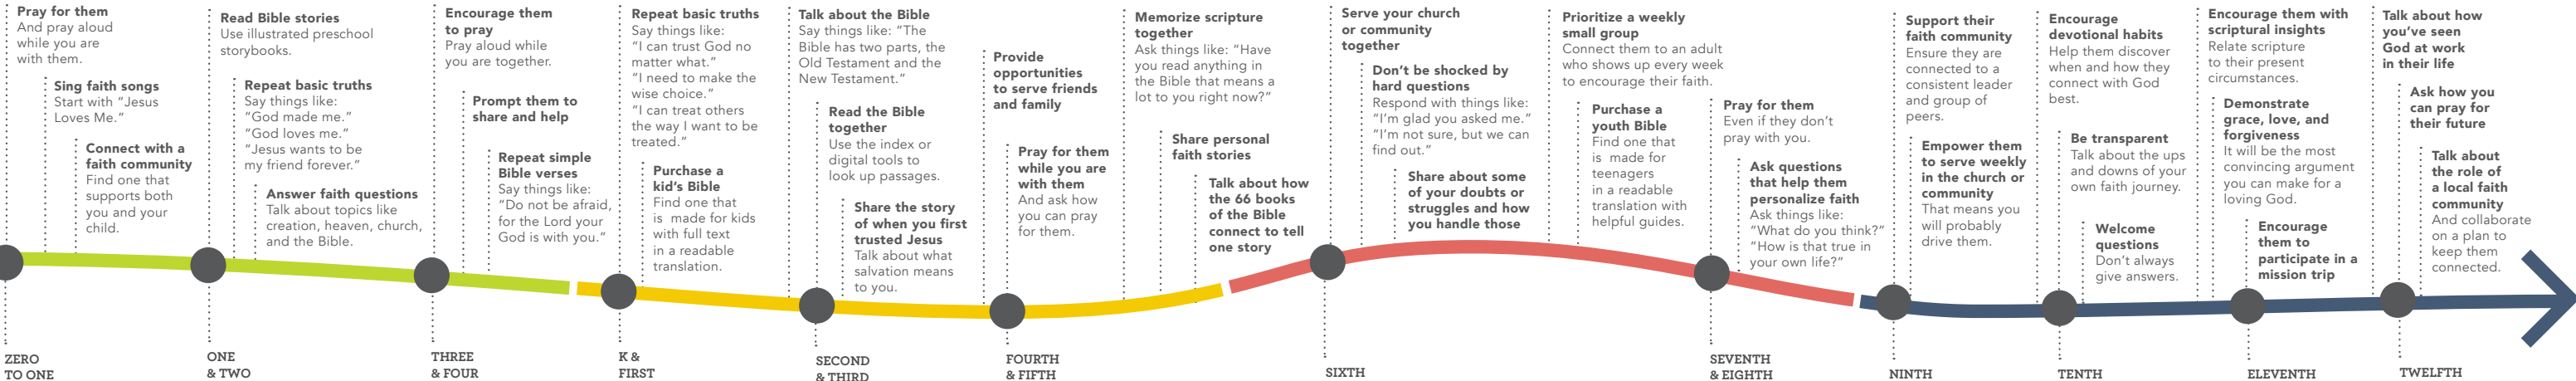 Pray for them
And pray aloud
while you are
with them.
Sing faith songs
Start with “Jesus
Loves Me.”
Connect with a
faith community
Find one that
supports both
you and your
child.
Read Bible stories
Use illustrated preschool
storybooks.
Repeat basic truths
Say things like:
“God made me.”
“God loves me.”
“Jesus wants to be
my friend forever.”
Answer faith questions
Talk about topics like
creation, heaven, church,
and the Bible.
Encourage them
to pray
Pray aloud while
you are together.
Prompt them to
share and help
Repeat simple
Bible verses
Say things like:
“Do not be afraid,
for the Lord your
God is with you.”
Repeat basic truths
Say things like:
“I can trust God no
matter what.”
“I need to make the
wise choice.”
“I can treat others
the way I want to be
treated.”
Purchase a
kid’s Bible
Find one that
is made for kids
with full text
in a readable
translation.
Talk about the Bible
Say things like: “The
Bible has two parts, the
Old Testament and the
New Testament.”
Read the Bible
together
Use the index or
digital tools to
look up passages.
Share the story
of when you first
trusted Jesus
Talk about what
salvation means
to you.
Provide
opportunities
to serve friends
and family
Pray for them
while you are
with them
And ask how
you can pray
for them.
Memorize scripture
together
Ask things like: “Have
you read anything in
the Bible that means a
lot to you right now?”
Share personal
faith stories
Talk about how
the 66 books
of the Bible
connect to tell
one story
Serve your church
or community
together
Don’t be shocked by
hard questions
Respond with things like:
“I’m glad you asked me.”
“I’m not sure, but we can
find out.”
Share about some
of your doubts or
struggles and how
you handle those
Prioritize a weekly
small group
Connect them to an adult
who shows up every week
to encourage their faith.
Purchase a
youth Bible
Find one that
is made for
teenagers
in a readable
translation with
helpful guides.
Pray for them
Even if they don’t
pray with you.
Ask questions
that help them
personalize faith
Ask things like:
“What do you think?”
“How is that true in
your own life?”
Support their
faith community
Ensure they are
connected to a
consistent leader
and group of
peers.
Empower them
to serve weekly
in the church or
community
That means you
will probably
drive them.
Encourage
devotional habits
Help them discover
when and how they
connect with God
best.
Be transparent
Talk about the ups
and downs of your
own faith journey.
Welcome
questions
Don’t always
give answers.
Encourage them with
scriptural insights
Relate scripture
to their present
circumstances.
Demonstrate
grace, love, and
forgiveness
It will be the most
convincing argument
you can make for a
loving God.
Encourage
them to
participate in a
mission trip
Talk about how
you’ve seen
God at work
in their life
Ask how you
can pray for
their future
Talk about
the role of
a local faith
community
And collaborate
on a plan to
keep them
connected.
ZERO
TO ONE
ONE
& TWO
THREE
& FOUR
K &
FIRST
SECOND
& THIRD
FOURTH
& FIFTH
SIXTH
SEVENTH
& EIGHTH
NINTH
TENTH
ELEVENTH
TWELFTH